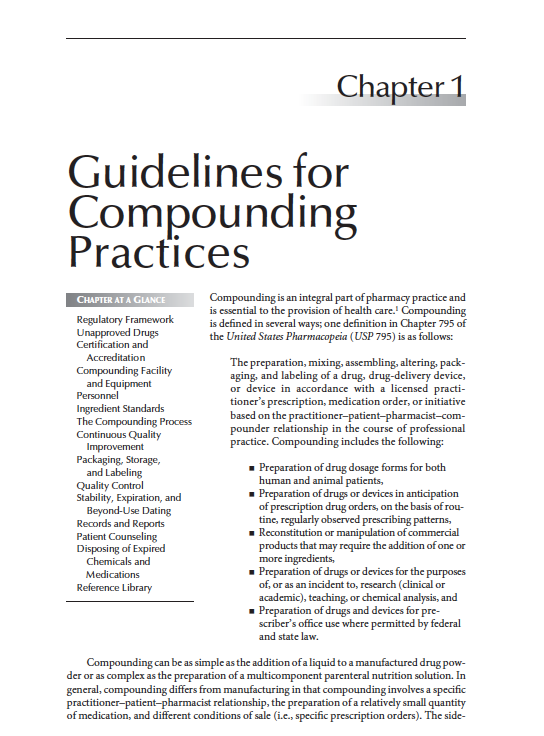 Chapter 1
Guidelines for
Compounding
Practices
CHAPTER AT A GLANCE
Regulatory Framework
Unapproved Drugs
Certification and
Accreditation
Compounding Facility
and Equipment
Personnel
Ingredient Standards
The Compounding Process
Continuous Quality
Improvement
Packaging, Storage,
and Labeling
Quality Control
Stability, Expiration, and
Beyond-Use Dating
Records and Reports
Patient Counseling
Disposing of Expired
Chemicals and
Medications
Reference Library
Compounding is an integral part of pharmacy practice and
is essential to the provision of health care.¹ Compounding
is defined in several ways; one definition in Chapter 795 of
the United States Pharmacopeia (USP 795) is as follows:
The preparation, mixing, assembling, altering, pack-
aging, and labeling of a drug, drug-delivery device,
or device in accordance with a licensed practi-
tioner's prescription, medication order, or initiative
based on the practitioner–patient–pharmacist–com-
pounder relationship in the course of professional
practice. Compounding includes the following:
■ Preparation of drug dosage forms for both
human and animal patients,
■ Preparation of drugs or devices in anticipation
of prescription drug orders, on the basis of rou-
tine, regularly observed prescribing patterns,
■ Reconstitution or manipulation of commercial
products that may require the addition of one or
more ingredients,
■ Preparation of drugs or devices for the purposes
of, or as an incident to, research (clinical or
academic), teaching, or chemical analysis, and
■ Preparation of drugs and devices for pre-
scriber's office use where permitted by federal
and state law.
Compounding can be as simple as the addition of a liquid to a manufactured drug pow-
der or as complex as the preparation of a multicomponent parenteral nutrition solution. In
general, compounding differs from manufacturing in that compounding involves a specific
practitioner–patient–pharmacist relationship, the preparation of a relatively small quantity
of medication, and different conditions of sale (i.e., specific prescription orders). The side-